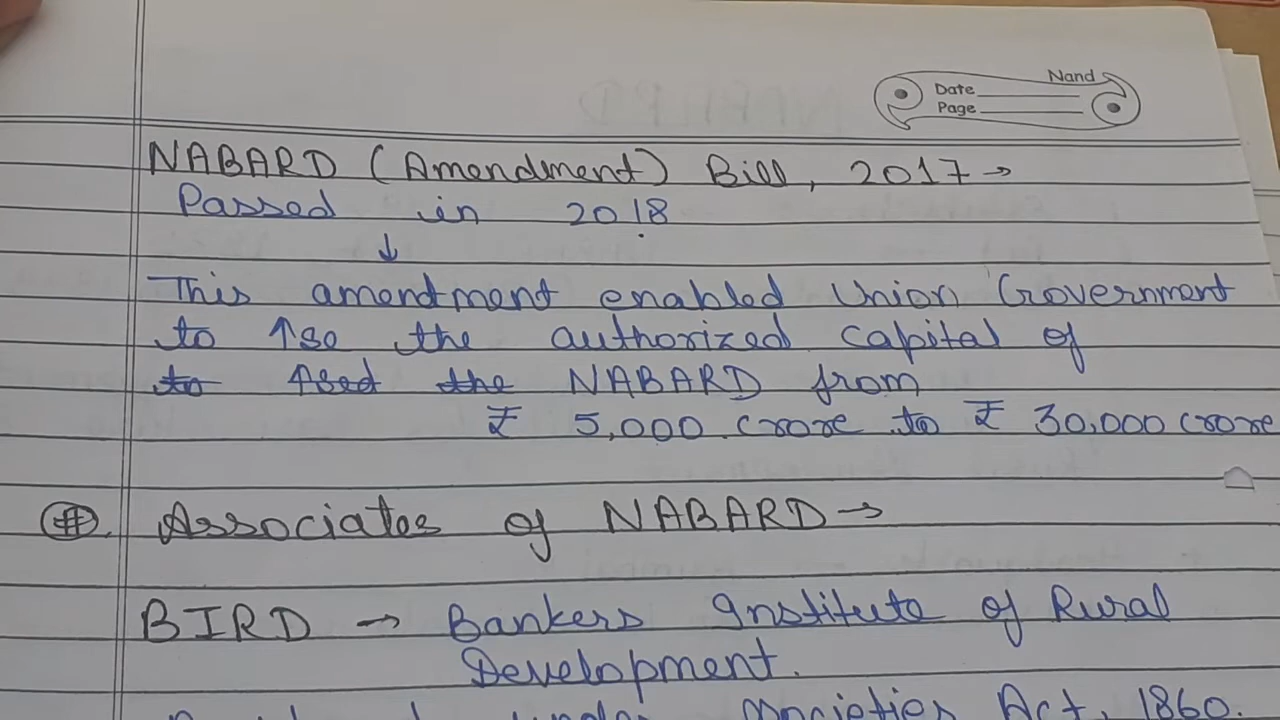 Nand
Date
Page
NABARD (Amendment) Bill, 2017→
Passed in 2018
↓
This amendment enabled Union Government
to ↑se the authorized capital of
to ↑sed the NABARD from
₹ 5,000 crore to ₹ 30,000 crore
#. Associates of NABARD→
BIRD → Bankers Institute of Rural
Development.
under Societies Act, 1860.